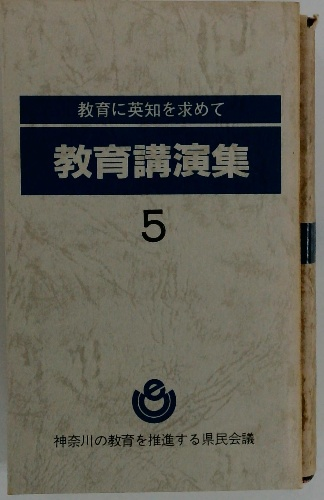 教育に英知を求めて
教育講演集
5
e
神奈川の教育を推進する県民会議